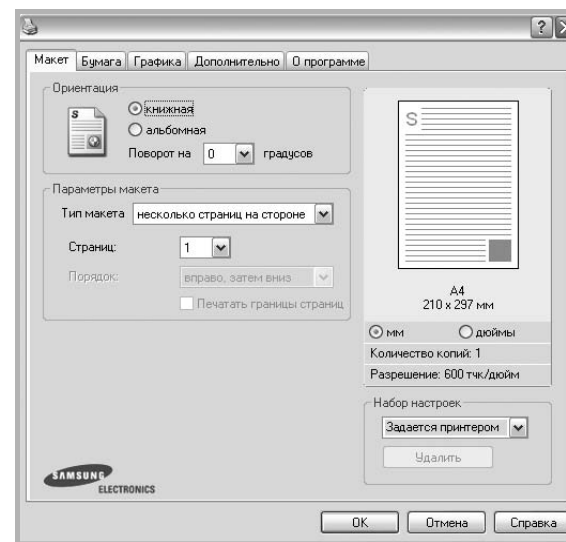 Макет Бумага Графика Дополнительно О программе
Ориентация
S
книжная
альбомная
Поворот на 0 градусов
Параметры макета
Тип макета несколько страниц на стороне
Страниц: 1
Порядок: вправо, затем вниз
Печатать границы страниц
S
A4
210 x 297 мм
мм дюймы
Количество копий: 1
Разрешение: 600 тчк/дюйм
Набор настроек
Задается принтером
Удалить
SAMSUNG
ELECTRONICS
OK Отмена Справка